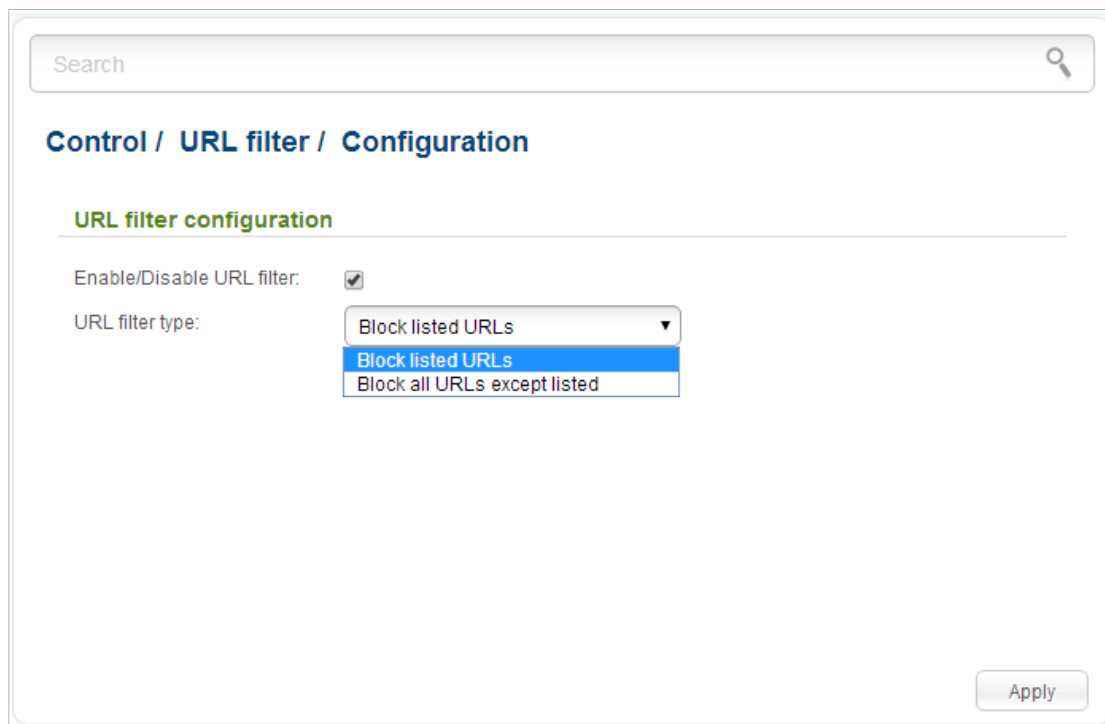 Search
Control / URL filter / Configuration
URL filter configuration
Enable/Disable URL filter:
URL filter type:
Block listed URLs
Block listed URLs
Block all URLs except listed
Apply